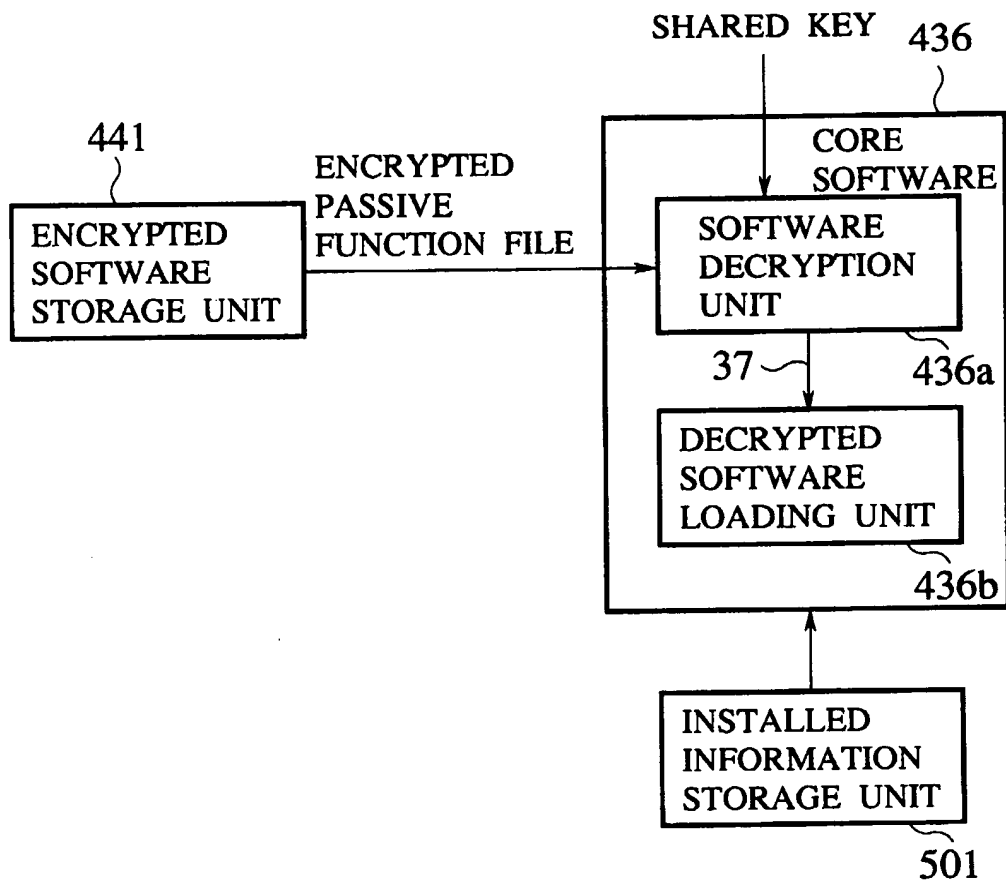 SHARED KEY
436
441
CORE
SOFTWARE
ENCRYPTED
PASSIVE
FUNCTION FILE
ENCRYPTED
SOFTWARE
STORAGE UNIT
SOFTWARE
DECRYPTION
UNIT
37
436a
DECRYPTED
SOFTWARE
LOADING UNIT
436b
INSTALLED
INFORMATION
STORAGE UNIT
501